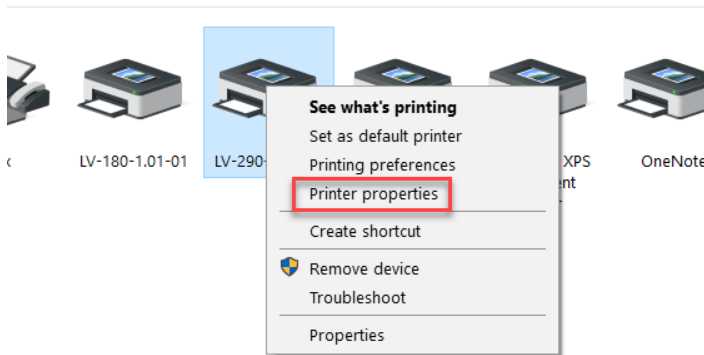 See what's printing
Set as default printer
Printing preferences
Printer properties
Create shortcut
Remove device
Troubleshoot
Properties
LV-180-1.01-01
LV-290-
XPS
OneNote